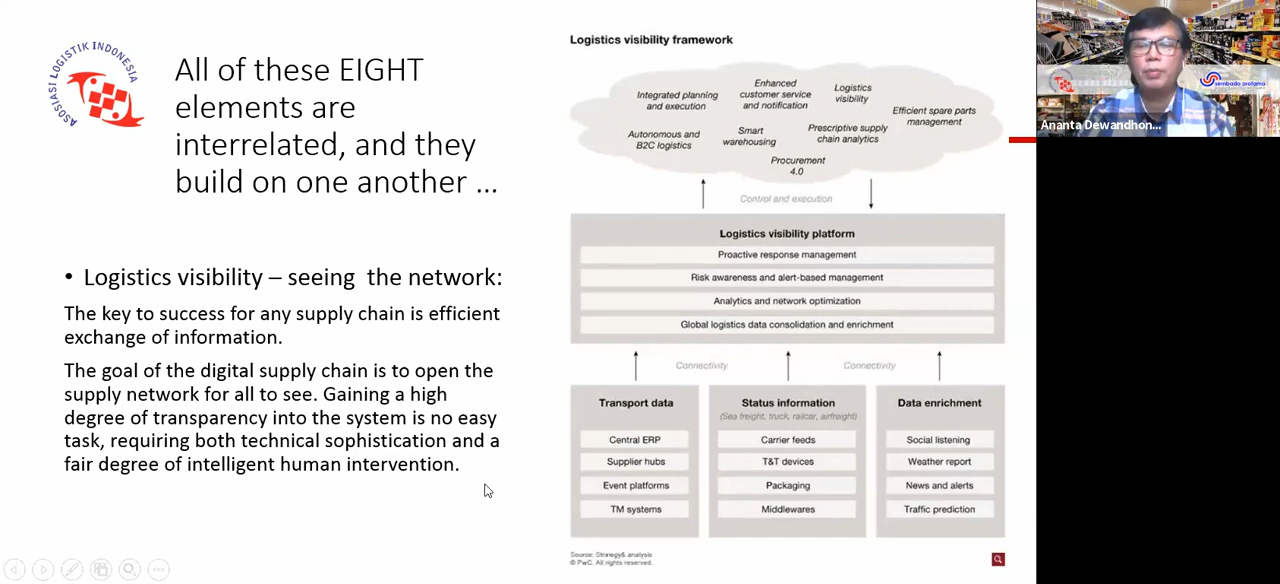 ASOSIASI LOGISTIK INDONESIA
All of these EIGHT
elements are
interrelated, and they
build on one another ...
• Logistics visibility – seeing the network:
The key to success for any supply chain is efficient
exchange of information.
The goal of the digital supply chain is to open the
supply network for all to see. Gaining a high
degree of transparency into the system is no easy
task, requiring both technical sophistication and a
fair degree of intelligent human intervention.
Logistics visibility framework
Integrated planning
and execution
Enhanced
customer service
and notification
Logistics
visibility
Efficient spare parts
management
Autonomous and
B2C logistics
Smart
warehousing
Prescriptive supply
chain analytics
Procurement
4.0
Control and execution
Logistics visibility platform
Proactive response management
Risk awareness and alert-based management
Analytics and network optimization
Global logistics data consolidation and enrichment
Connectivity
Connectivity
Transport data
Central ERP
Supplier hubs
Event platforms
TM systems
Status information
(Sea freight, truck, railcar, airfreight)
Carrier feeds
T&T devices
Packaging
Middlewares
Data enrichment
Social listening
Weather report
News and alerts
Traffic prediction
Source: Strategy& analysis
© PwC. All rights reserved.
sembada pratama
Ananta Dewandhon...